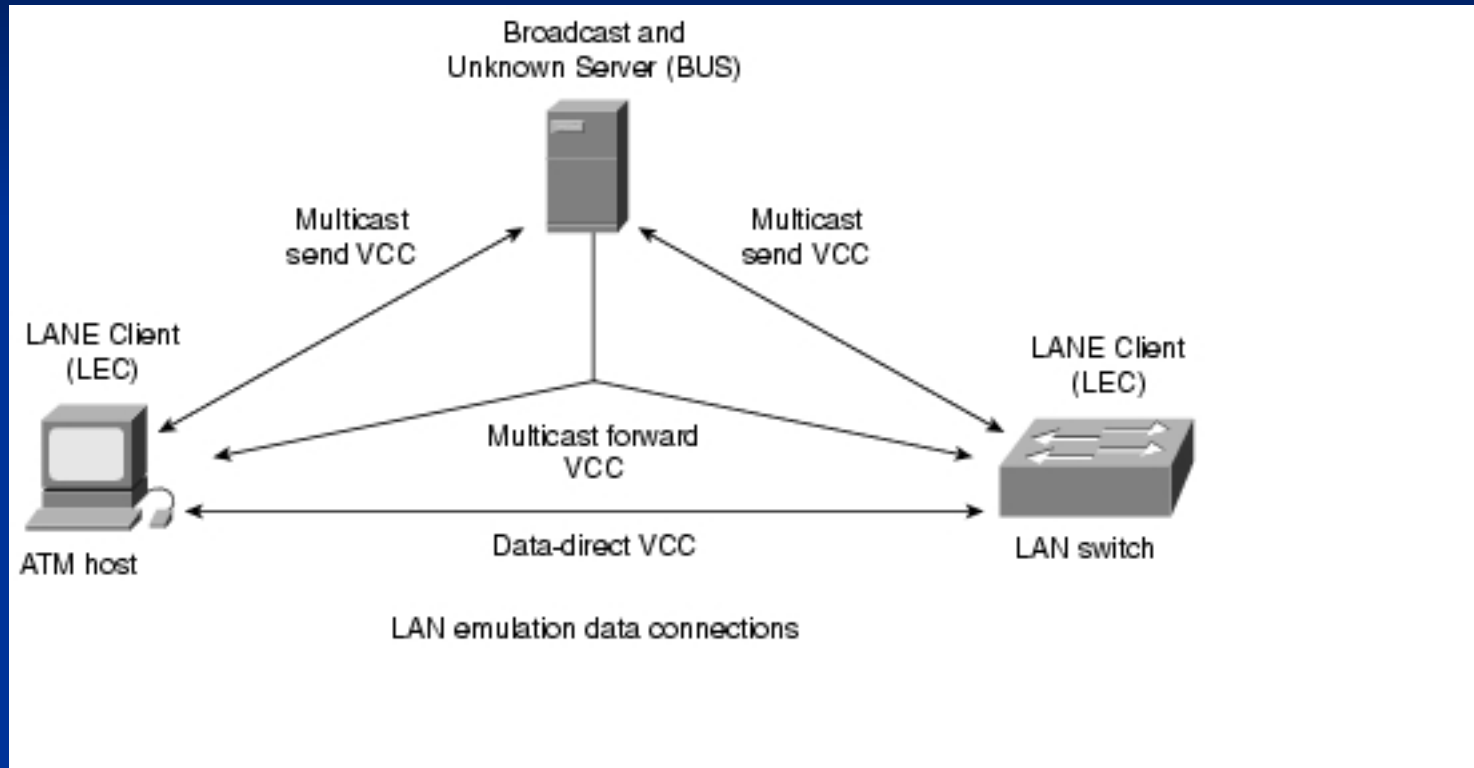 Broadcast and
Unknown Server (BUS)
Multicast
send VCC
Multicast
send VCC
LANE Client
(LEC)
LANE Client
(LEC)
Multicast forward
VCC
Data-direct VCC
ATM host
LAN switch
LAN emulation data connections